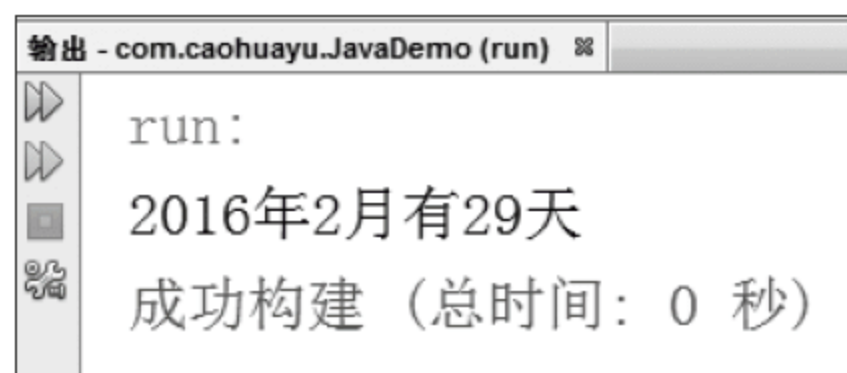 输出 - com.caohuayu.JavaDemo (run)
run:
2016年2月有29天
成功构建 (总时间: 0 秒)